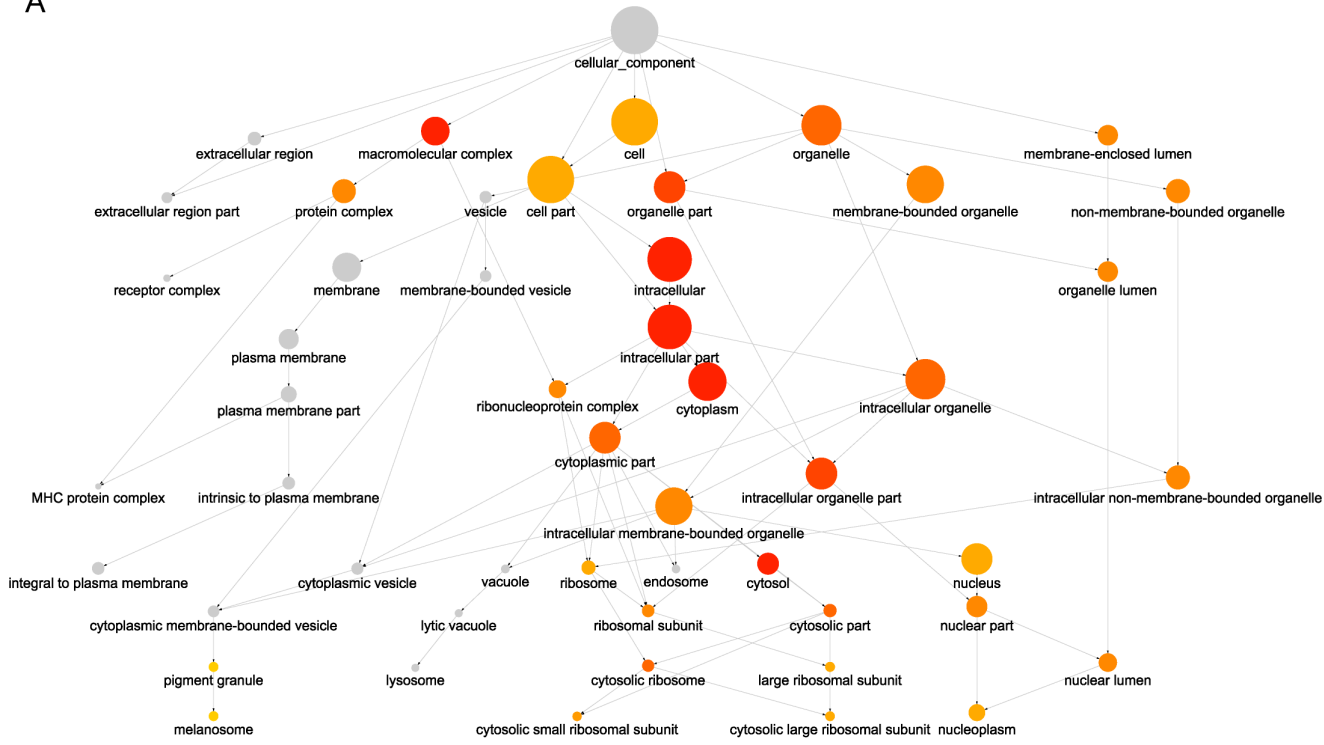 A
cellular_component
extracellular region
macromolecular complex
cell
organelle
membrane-enclosed lumen
extracellular region part
protein complex
vesicle
cell part
organelle part
membrane-bounded organelle
non-membrane-bounded organelle
receptor complex
membrane
membrane-bounded vesicle
intracellular
organelle lumen
plasma membrane
intracellular part
plasma membrane part
ribonucleoprotein complex
cytoplasm
intracellular organelle
cytoplasmic part
MHC protein complex
intrinsic to plasma membrane
intracellular organelle part
intracellular non-membrane-bounded organelle
intracellular membrane-bounded organelle
integral to plasma membrane
cytoplasmic vesicle
vacuole
ribosome
endosome
cytosol
nucleus
cytoplasmic membrane-bounded vesicle
lytic vacuole
ribosomal subunit
cytosolic part
nuclear part
pigment granule
lysosome
cytosolic ribosome
large ribosomal subunit
nuclear lumen
melanosome
cytosolic small ribosomal subunit
cytosolic large ribosomal subunit
nucleoplasm